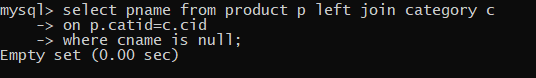 mysql> select pname from product p left join category c
    -> on p.catid=c.cid
    -> where cname is null;
Empty set (0.00 sec)